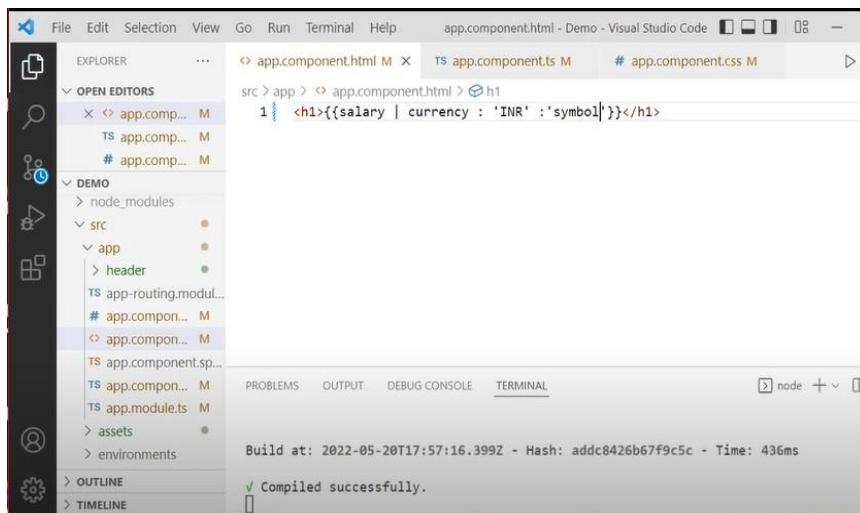 File Edit Selection View Go Run Terminal Help app.component.html - Demo - Visual Studio Code
EXPLORER ...
OPEN EDITORS
app.comp... M
TS app.comp... M
# app.comp... M
DEMO
node_modules
src
app
header
TS app-routing.modul...
# app.compon... M
<> app.compon... M
TS app.component.sp...
TS app.compon... M
TS app.module.ts M
assets
environments
OUTLINE
TIMELINE
<> app.component.html M X TS app.component.ts M # app.component.css M
src > app > <> app.component.html > h1
1 <h1>{{salary | currency : 'INR' :'symbol'}}</h1>
PROBLEMS OUTPUT DEBUG CONSOLE TERMINAL node
Build at: 2022-05-20T17:57:16.399Z - Hash: addc8426b67f9c5c - Time: 436ms
√ Compiled successfully.